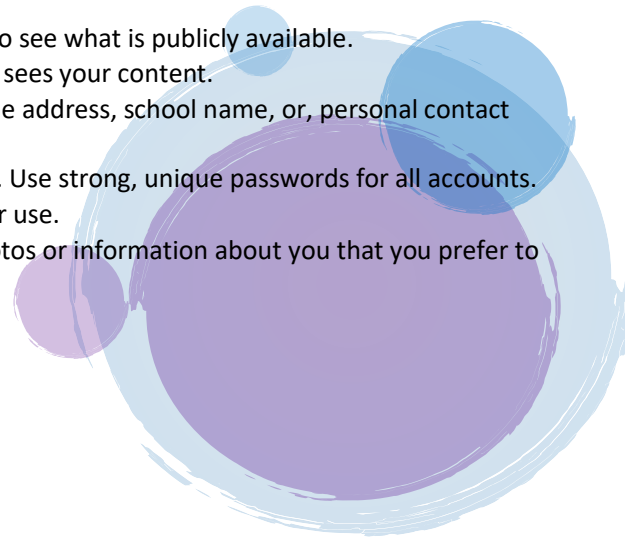 o see what is publicly available.
sees your content.
e address, school name, or, personal contact
. Use strong, unique passwords for all accounts.
r use.
tos or information about you that you prefer to